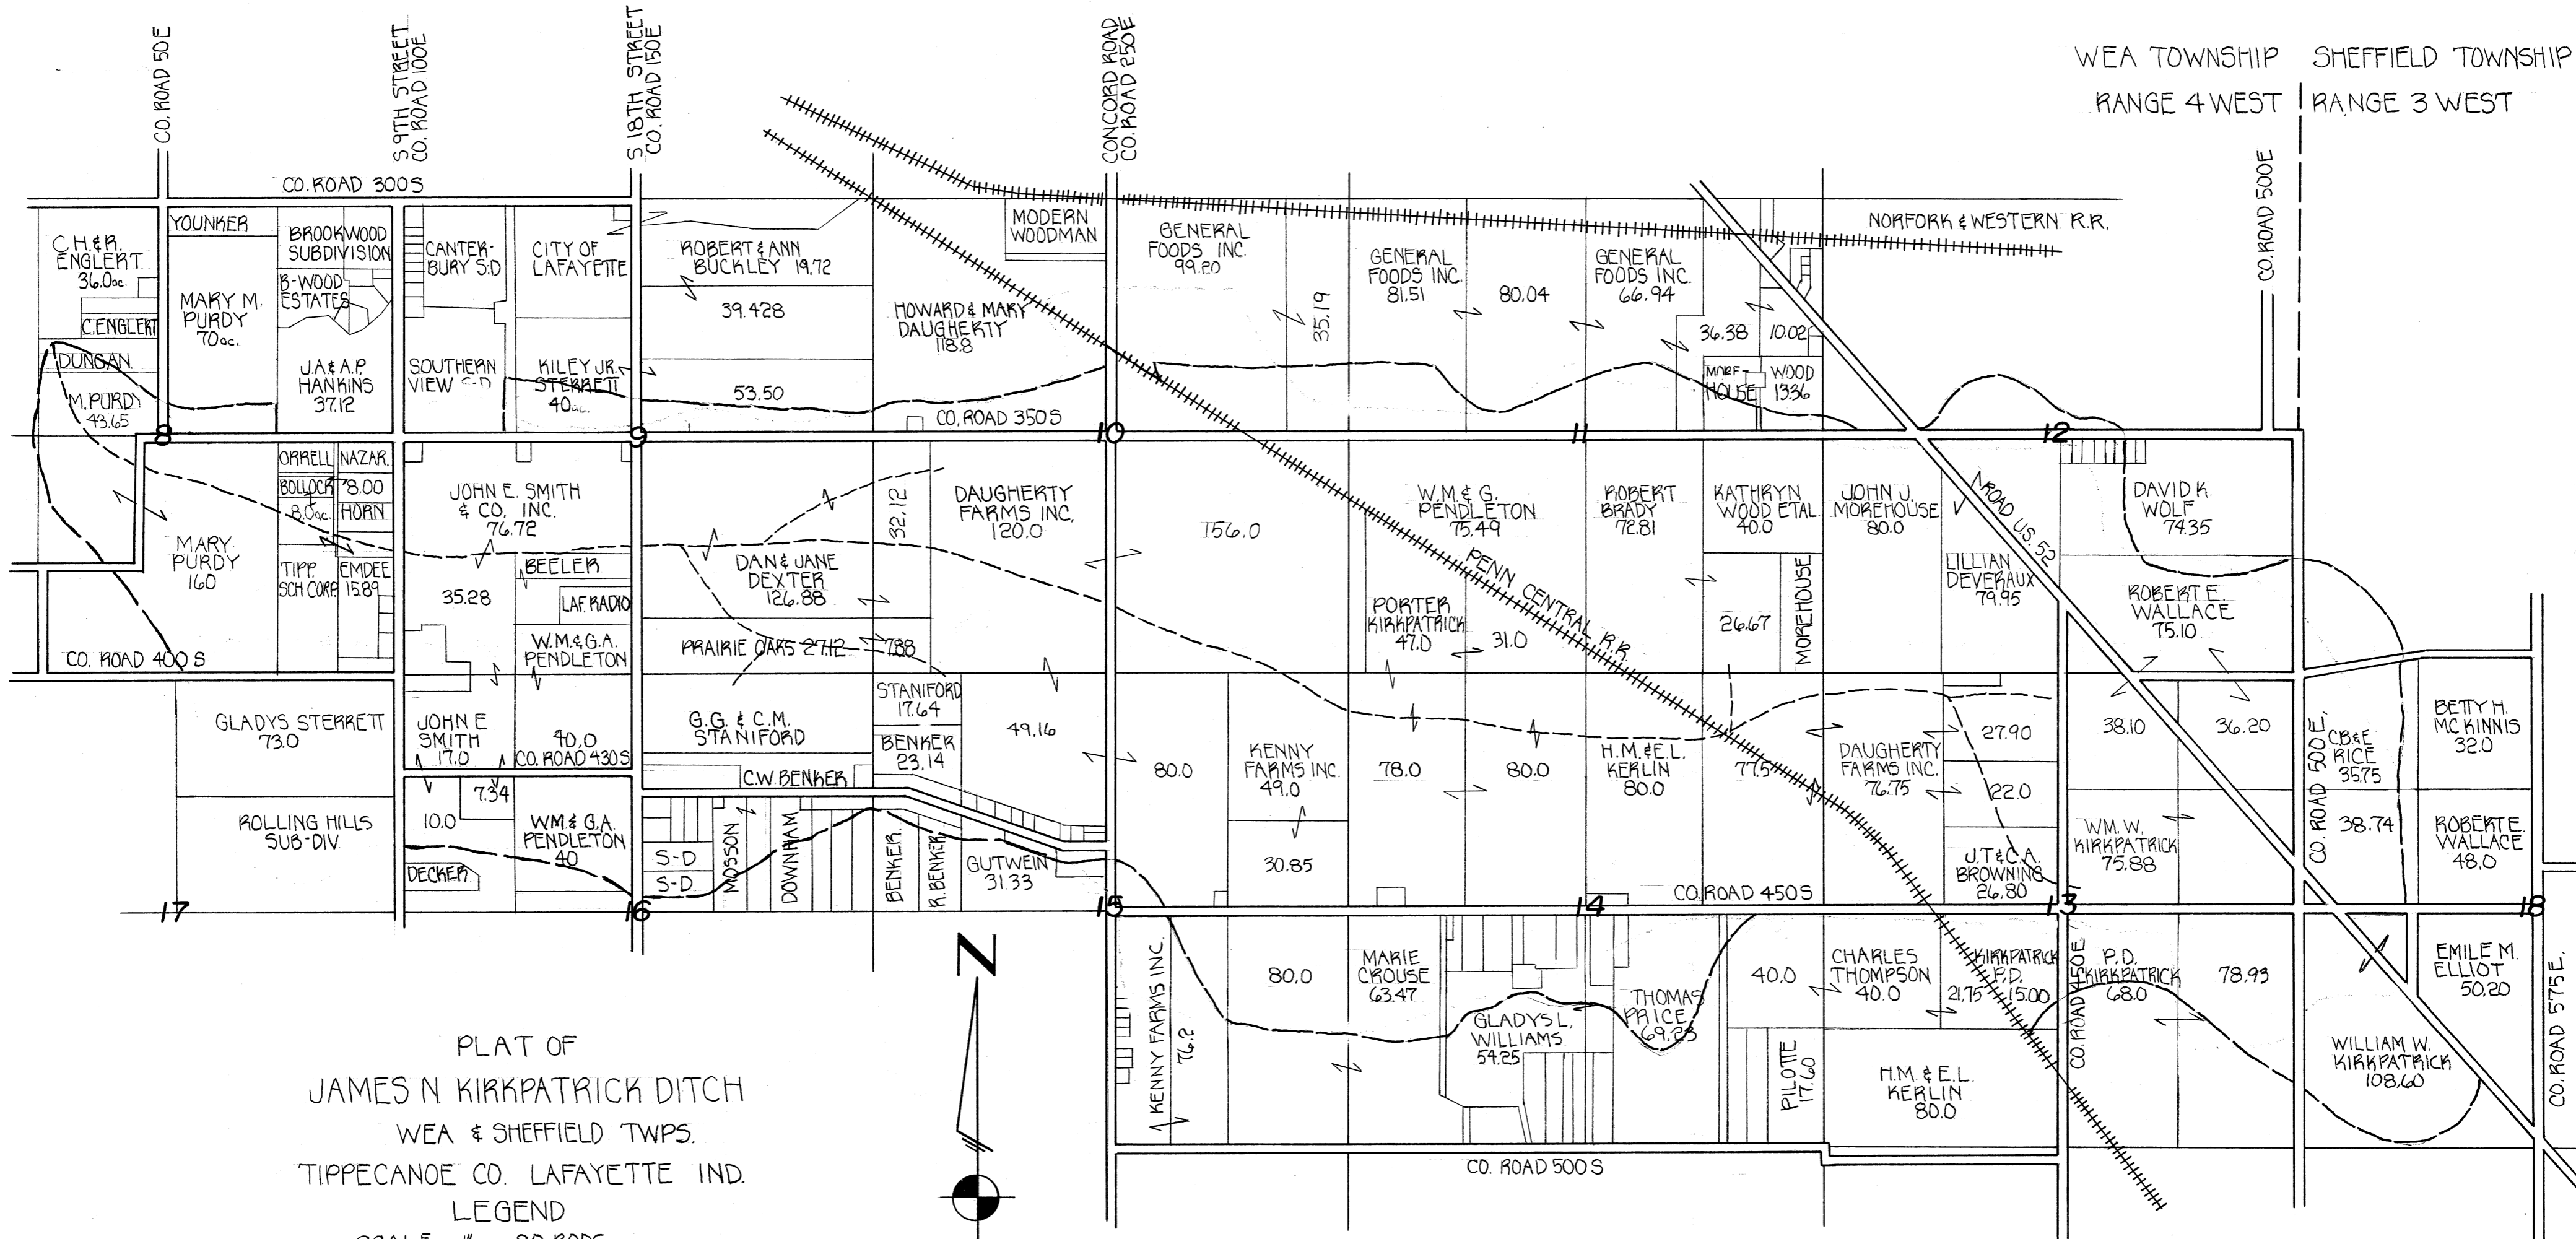 WEA TOWNSHIP
SHEFFIELD TOWNSHIP
RANGE 4 WEST
RANGE 3 WEST
CO. ROAD 50 E
S 9TH STREET
CO. ROAD 100E
S 18TH STREET
CO. ROAD 150E
CONCORD ROAD
CO. ROAD 250E
CO. ROAD 500E
CO. ROAD 300S
NORFORK & WESTERN R.R.
C.H. & R.
ENGLERT
36.0ac.
C. ENGLERT
DUNGAN
M. PURDY
43.65
YOUNKER
MARY M.
PURDY
70ac.
BROOKWOOD
SUBDIVISION
B-WOOD
ESTATES
J.A. & A.P.
HANKINS
37.12
CANTER-
BURY S.D
SOUTHERN
VIEW S-D
CITY OF
LAFAYETTE
KILEY JR.
STERRETT
40ac.
ROBERT & ANN
BUCKLEY 19.72
39.428
53.50
HOWARD & MARY
DAUGHERTY
118.8
MODERN
WOODMAN
GENERAL
FOODS INC.
99.20
35.19
GENERAL
FOODS INC.
81.51
80.04
GENERAL
FOODS INC.
66.94
36.38
10.02
MORE-
HOUSE
WOOD
13.36
CO. ROAD 350S
8
9
10
11
12
MARY
PURDY
160
ORRELL
NAZAR.
BOLLOCK
8.00
8.0ac.
HORN
TIPP.
SCH CORP
EMDEE
15.89
JOHN E. SMITH
& CO. INC.
76.72
35.28
BEELER
LAF. RADIO
W.M. & G.A.
PENDLETON
DAN & JANE
DEXTER
126.88
32.12
PRAIRIE OAKS 27.12
7.88
DAUGHERTY
FARMS INC.
120.0
156.0
W.M. & G.
PENDLETON
75.49
PORTER
KIRKPATRICK
47.0
31.0
PENN CENTRAL R.R.
ROBERT
BRADY
72.81
KATHRYN
WOOD ETAL
40.0
26.67
MOREHOUSE
JOHN J.
MOREHOUSE
80.0
ROAD US. 52
LILLIAN
DEVERAUX
79.95
DAVID K.
WOLF
74.35
ROBERT E.
WALLACE
75.10
CO. ROAD 400 S
GLADYS STERRETT
73.0
ROLLING HILLS
SUB-DIV.
JOHN E
SMITH
17.0
40.0
CO. ROAD 430S
7.34
10.0
DECKER
WM. & G.A.
PENDLETON
40
G.G. & C.M.
STANIFORD
C.W. BENKER
STANIFORD
17.64
BENKER
23.14
49.16
S-D
S-D
MOSSON
DOWNHAM
BENKER
R. BENKER
GUTWEIN
31.33
80.0
KENNY
FARMS INC.
49.0
30.85
78.0
80.0
H.M. & E.L.
KERLIN
80.0
77.5
DAUGHERTY
FARMS INC.
76.75
27.90
22.0
J.T. & C.A.
BROWNING
26.80
38.10
36.20
WM. W.
KIRKPATRICK
75.88
CO. ROAD 500 E.
C.B. & E.
RICE
35.75
38.74
BETTY H.
MC KINNIS
32.0
ROBERT E.
WALLACE
48.0
CO. ROAD 450 S
17
16
15
14
13
18
KENNY FARMS INC.
76.2
80.0
MARIE
CROUSE
63.47
GLADYS L.
WILLIAMS
54.25
THOMAS
PRICE
69.23
40.0
PILOTTE
17.60
CHARLES
THOMPSON
40.0
KIRKPATRICK
P.D.
21.75
15.00
H.M. & E.L.
KERLIN
80.0
CO. ROAD 450E
P.D.
KIRKPATRICK
68.0
78.93
WILLIAM W.
KIRKPATRICK
108.60
EMILE M.
ELLIOT
50.20
CO. ROAD 575 E.
CO. ROAD 500 S
N
PLAT OF
JAMES N KIRKPATRICK DITCH
WEA & SHEFFIELD TWPS.
TIPPECANOE CO. LAFAYETTE IND.
LEGEND